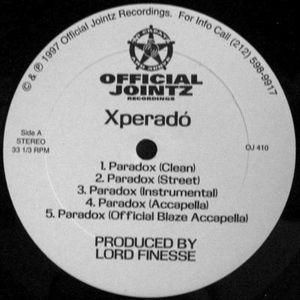 © & ℗ 1997 Official Jointz Recordings. For Info Call (212) 598-9917
OFFICIAL
JOINTZ
RECORDINGS
Xperadó
Side A
STEREO
33 1/3 RPM
OJ 410
1. Paradox (Clean)
2. Paradox (Street)
3. Paradox (Instrumental)
4. Paradox (Accapella)
5. Paradox (Official Blaze Accapella)
PRODUCED BY
LORD FINESSE